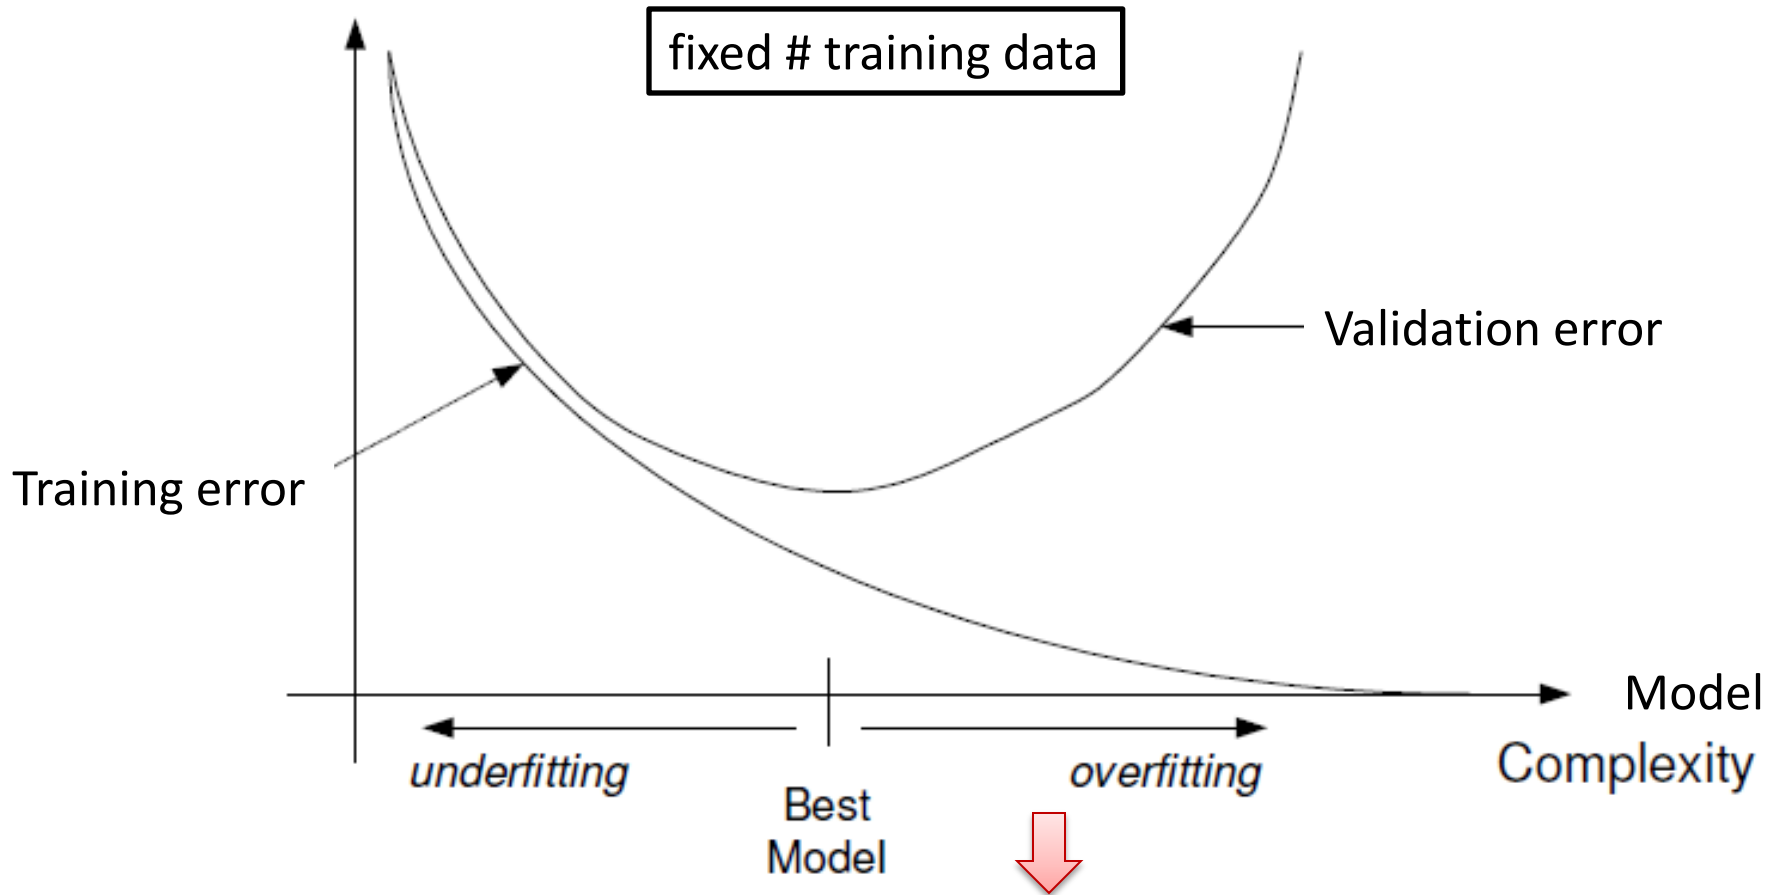 fixed # training data
Validation error
Training error
Model
Complexity
underfitting
overfitting
Best
Model